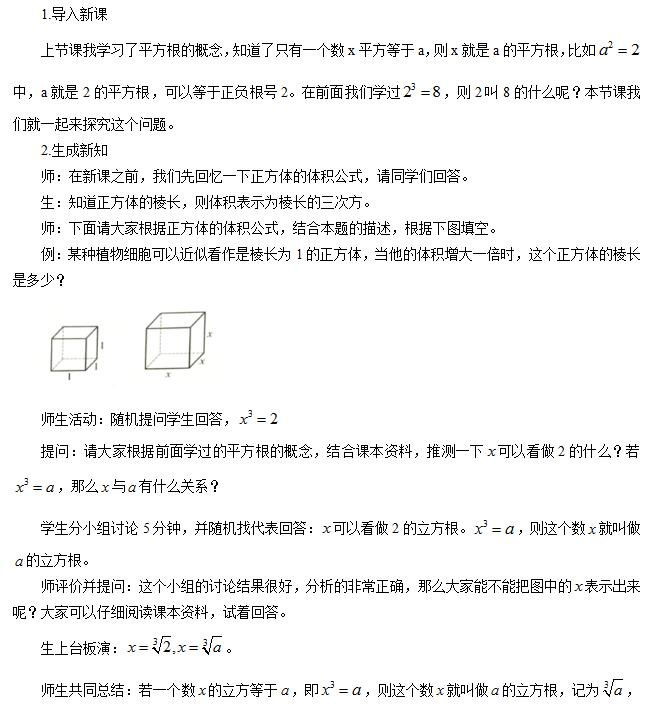 1.导入新课
上节课我学习了平方根的概念，知道了只有一个数 x 平方等于 a，则 x 就是 a 的平方根，比如 a² = 2
中，a 就是 2 的平方根，可以等于正负根号 2。在前面我们学过 2³ = 8，则 2 叫 8 的什么呢？本节课我
们就一起来探究这个问题。
2.生成新知
师：在新课之前，我们先回忆一下正方体的体积公式，请同学们回答。
生：知道正方体的棱长，则体积表示为棱长的三次方。
师：下面请大家根据正方体的体积公式，结合本题的描述，根据下图填空。
例：某种植物细胞可以近似看作是棱长为 1 的正方体，当他的体积增大一倍时，这个正方体的棱长
是多少？
1
1
1
x
x
x
师生活动：随机提问学生回答，x³ = 2
提问：请大家根据前面学过的平方根的概念，结合课本资料，推测一下 x 可以看做 2 的什么？若
x³ = a，那么 x 与 a 有什么关系？
学生分小组讨论 5 分钟，并随机找代表回答：x 可以看做 2 的立方根。x³ = a，则这个数 x 就叫做
a 的立方根。
师评价并提问：这个小组的讨论结果很好，分析的非常正确，那么大家能不能把图中的 x 表示出来
呢？大家可以仔细阅读课本资料，试着回答。
生上台板演：x = ∛2, x = ∛a。
师生共同总结：若一个数 x 的立方等于 a，即 x³ = a，则这个数 x 就叫做 a 的立方根，记为 ∛a，